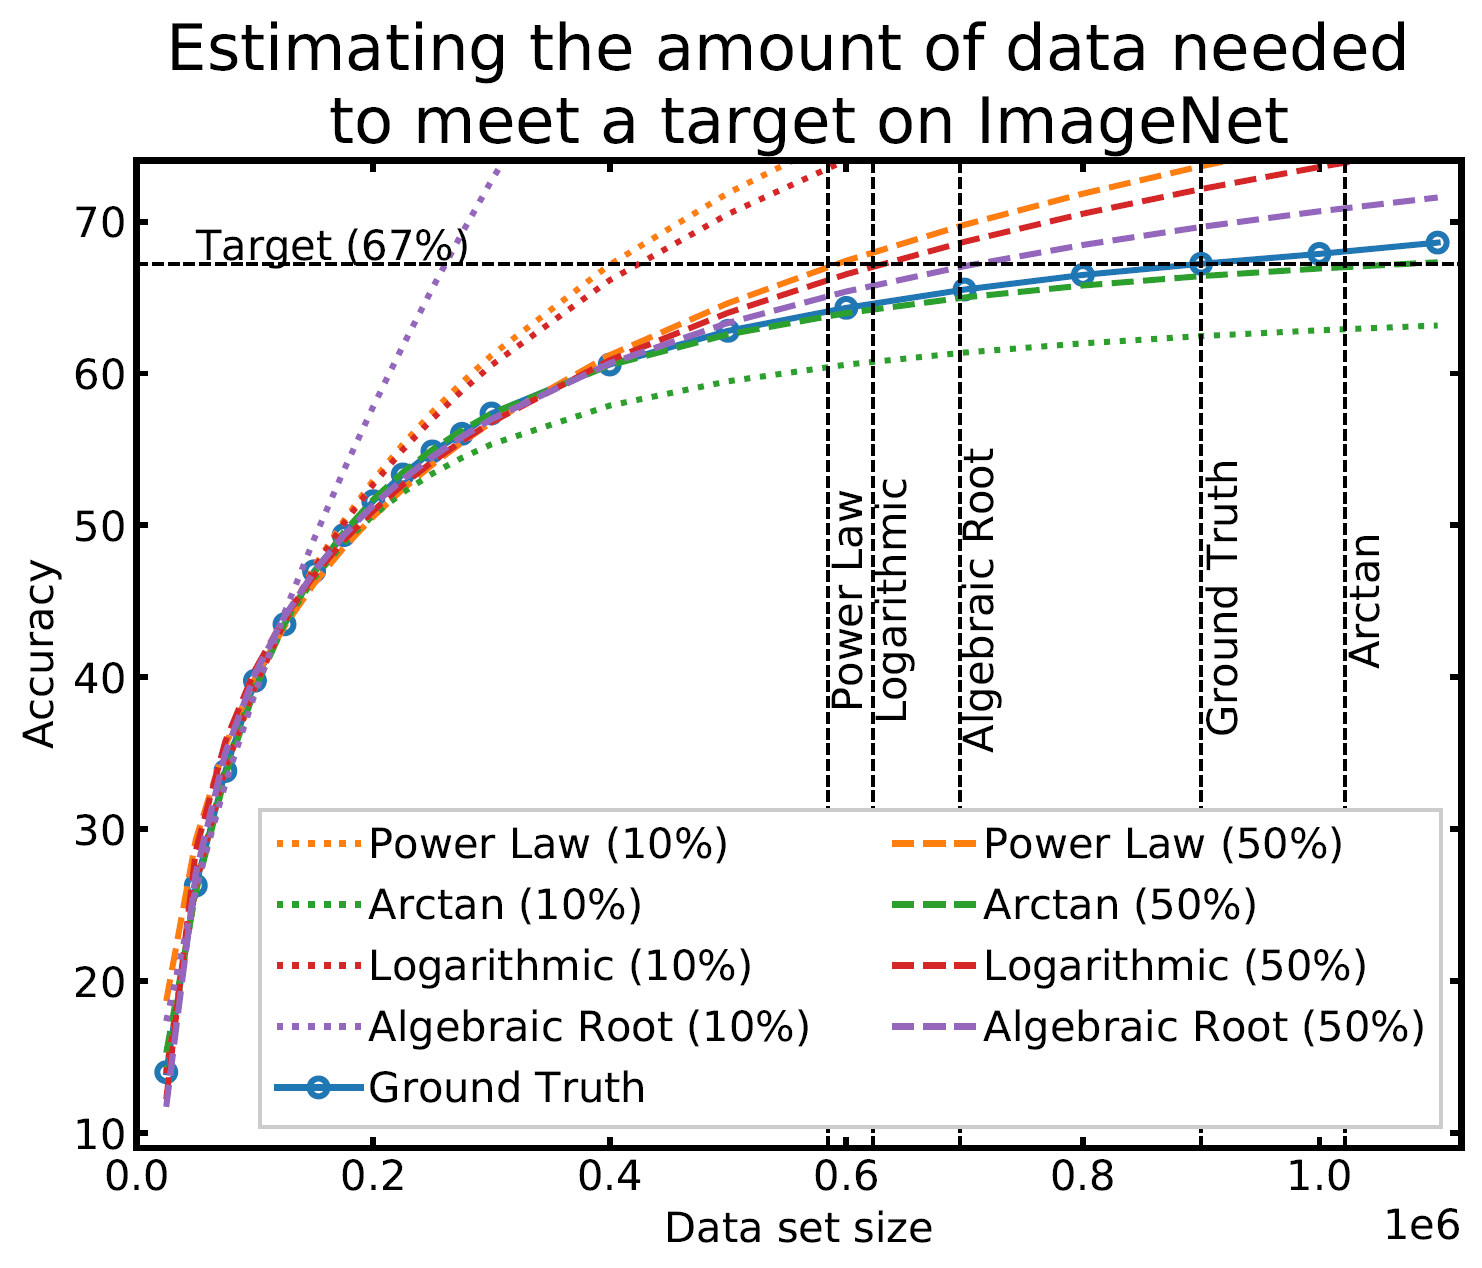 Estimating the amount of data needed
to meet a target on ImageNet
Target (67%)
70
60
50
40
30
20
10
Accuracy
Power Law
Logarithmic
Algebraic Root
Ground Truth
Arctan
Power Law (10%)
Arctan (10%)
Logarithmic (10%)
Algebraic Root (10%)
Ground Truth
Power Law (50%)
Arctan (50%)
Logarithmic (50%)
Algebraic Root (50%)
0.0 0.2 0.4 0.6 0.8 1.0
1e6
Data set size